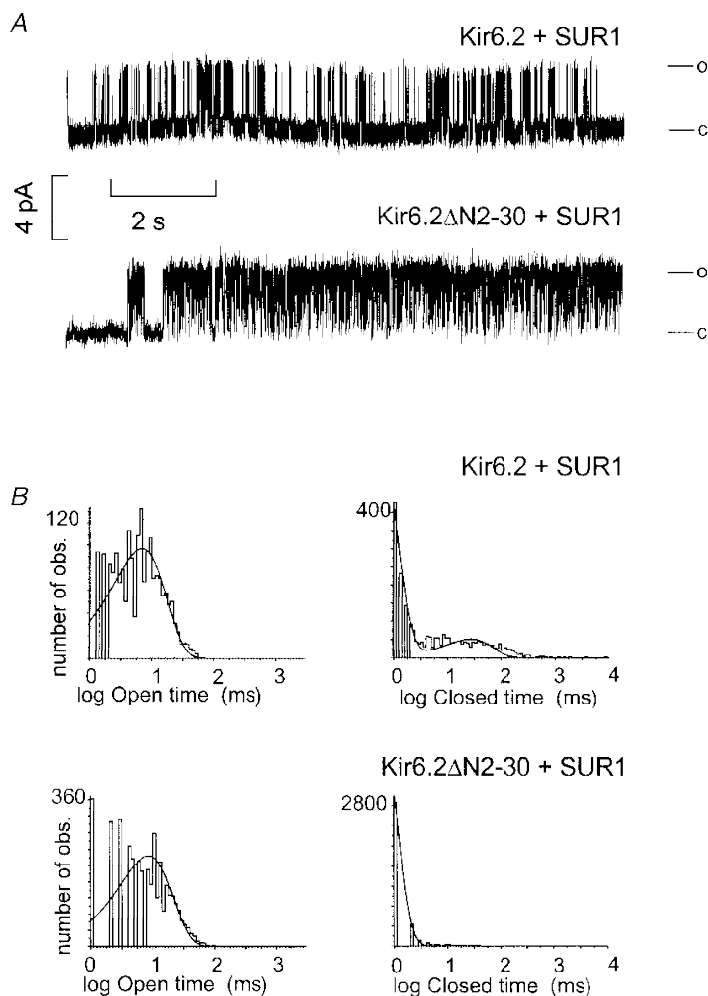 A
Kir6.2 + SUR1
o
c
4 pA
2 s
Kir6.2ΔN2-30 + SUR1
o
c
Kir6.2 + SUR1
B
120
number of obs.
0 1 2 3
log Open time (ms)
400
0 1 2 3 4
log Closed time (ms)
Kir6.2ΔN2-30 + SUR1
360
number of obs.
0 1 2 3
log Open time (ms)
2800
0 1 2 3 4
log Closed time (ms)